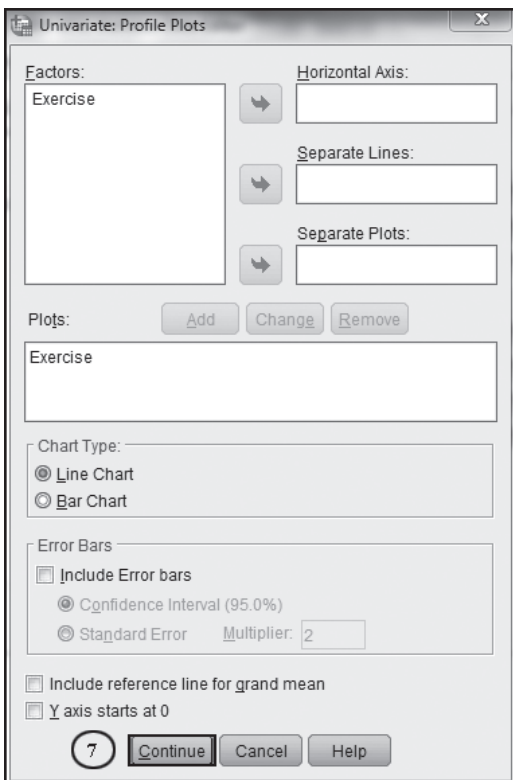 Univariate: Profile Plots
X
Factors:
Exercise
Horizontal Axis:
Separate Lines:
Separate Plots:
Plots:
Add
Change
Remove
Exercise
Chart Type:
Line Chart
Bar Chart
Error Bars
Include Error bars
Confidence Interval (95.0%)
Standard Error Multiplier: 2
Include reference line for grand mean
Y axis starts at 0
7 Continue Cancel Help